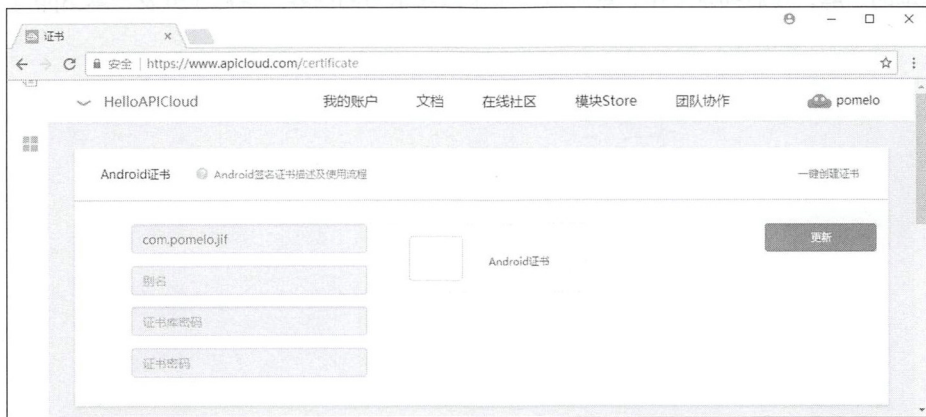 证书
安全 | https://www.apicloud.com/certificate
HelloAPICloud 我的账户 文档 在线社区 模块Store 团队协作 pomelo
Android证书 Android签名证书描述及使用流程 一键创建证书
com.pomelo.jif Android证书 更新
别名
证书库密码
证书密码